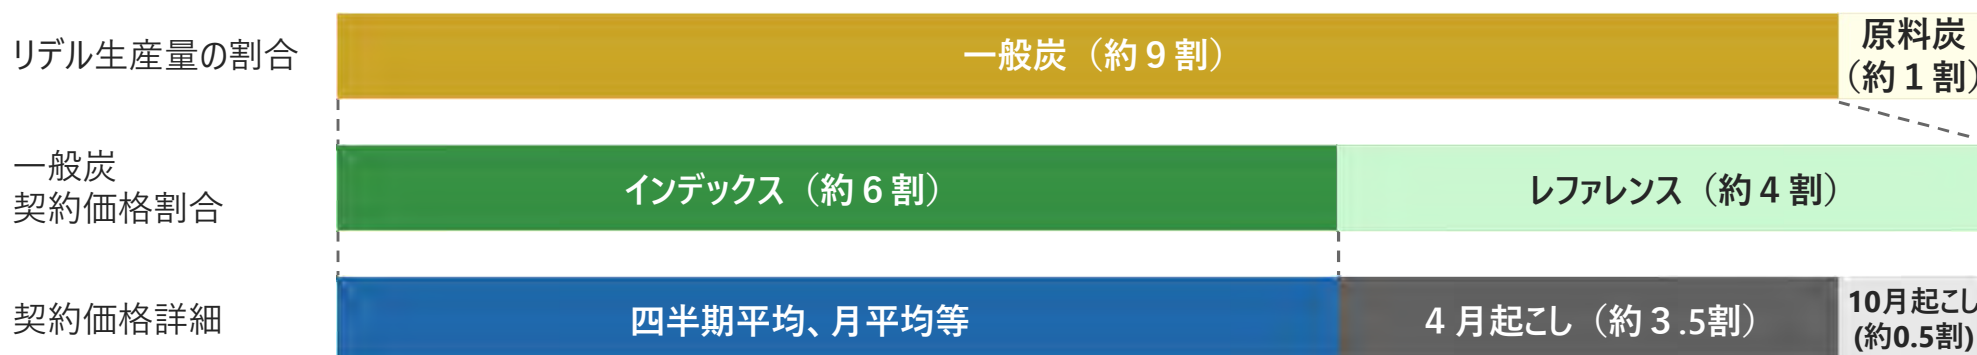 リデル生産量の割合
一般炭（約９割）
原料炭
（約１割）
一般炭
契約価格割合
インデックス（約６割）
レファレンス（約４割）
契約価格詳細
四半期平均、月平均等
４月起こし（約３.5割）
10月起こし
(約0.5割)